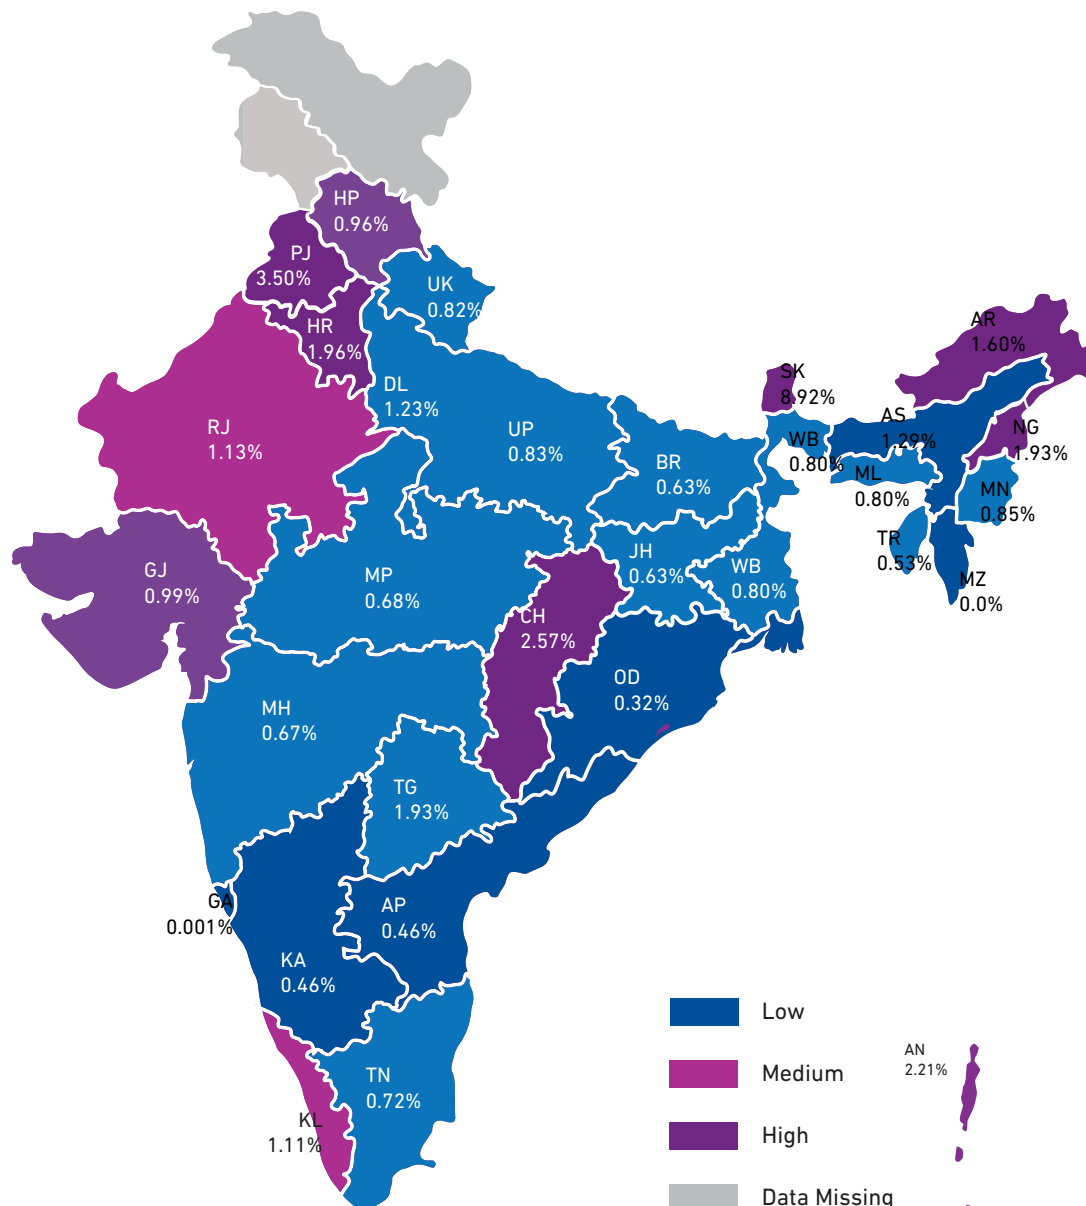 HP
0.96%
PJ
3.50%
UK
0.82%
HR
1.96%
AR
1.60%
SK
8.92%
DL
1.23%
RJ
1.13%
UP
0.83%
AS
1.29%
NG
1.93%
WB
0.80%
BR
0.63%
ML
0.80%
MN
0.85%
TR
0.53%
JH
0.63%
WB
0.80%
GJ
0.99%
MP
0.68%
MZ
0.0%
CH
2.57%
OD
0.32%
MH
0.67%
TG
1.93%
GA
0.001%
AP
0.46%
KA
0.46%
TN
0.72%
KL
1.11%
Low
Medium
High
Data Missing
AN
2.21%